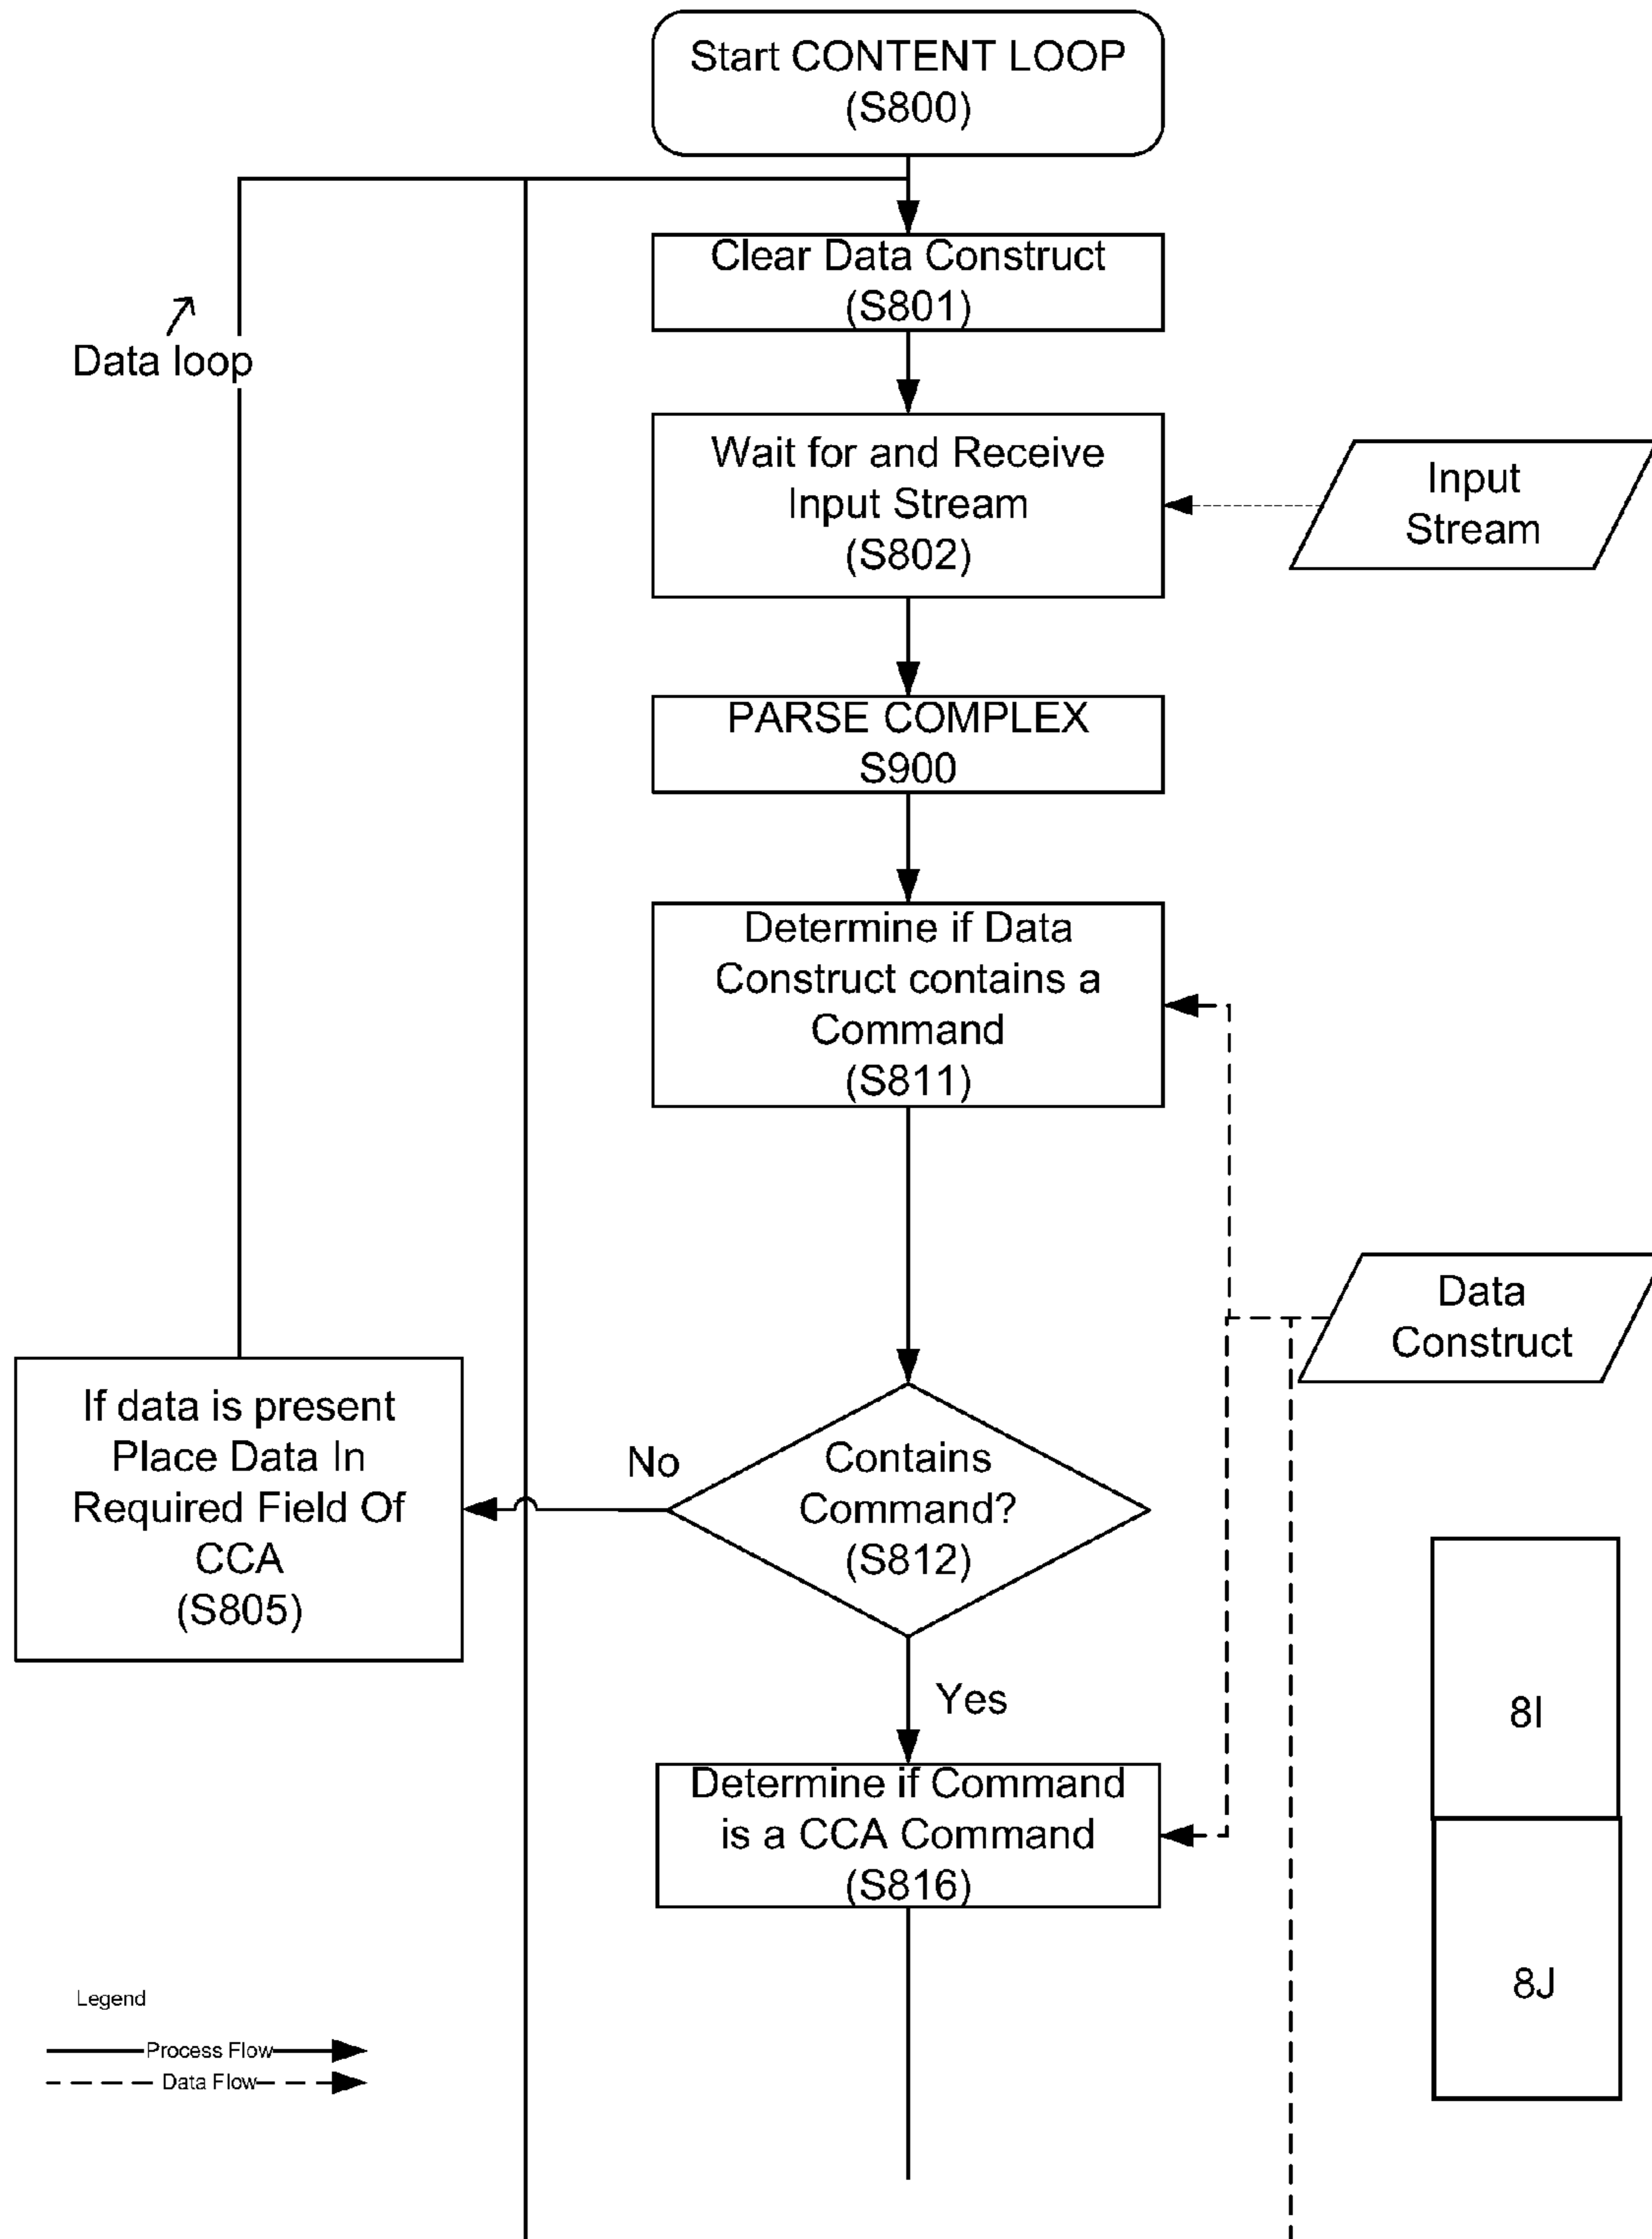 Start CONTENT LOOP
(S800)
Clear Data Construct
(S801)
Data loop
Wait for and Receive
Input Stream
(S802)
Input
Stream
PARSE COMPLEX
S900
Determine if Data
Construct contains a
Command
(S811)
Data
Construct
If data is present
Place Data In
Required Field Of
CCA
(S805)
No
Contains
Command?
(S812)
Yes
Determine if Command
is a CCA Command
(S816)
8I
8J
Legend
Process Flow
Data Flow